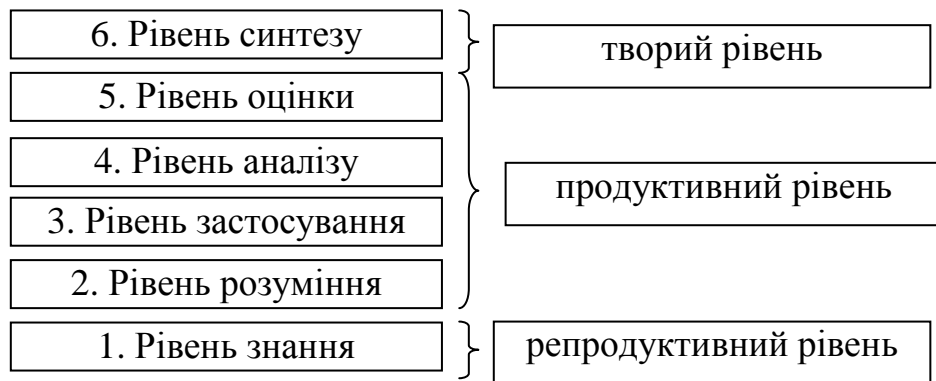 6. Рівень синтезу
творий рівень
5. Рівень оцінки
4. Рівень аналізу
продуктивний рівень
3. Рівень застосування
2. Рівень розуміння
1. Рівень знання
репродуктивний рівень